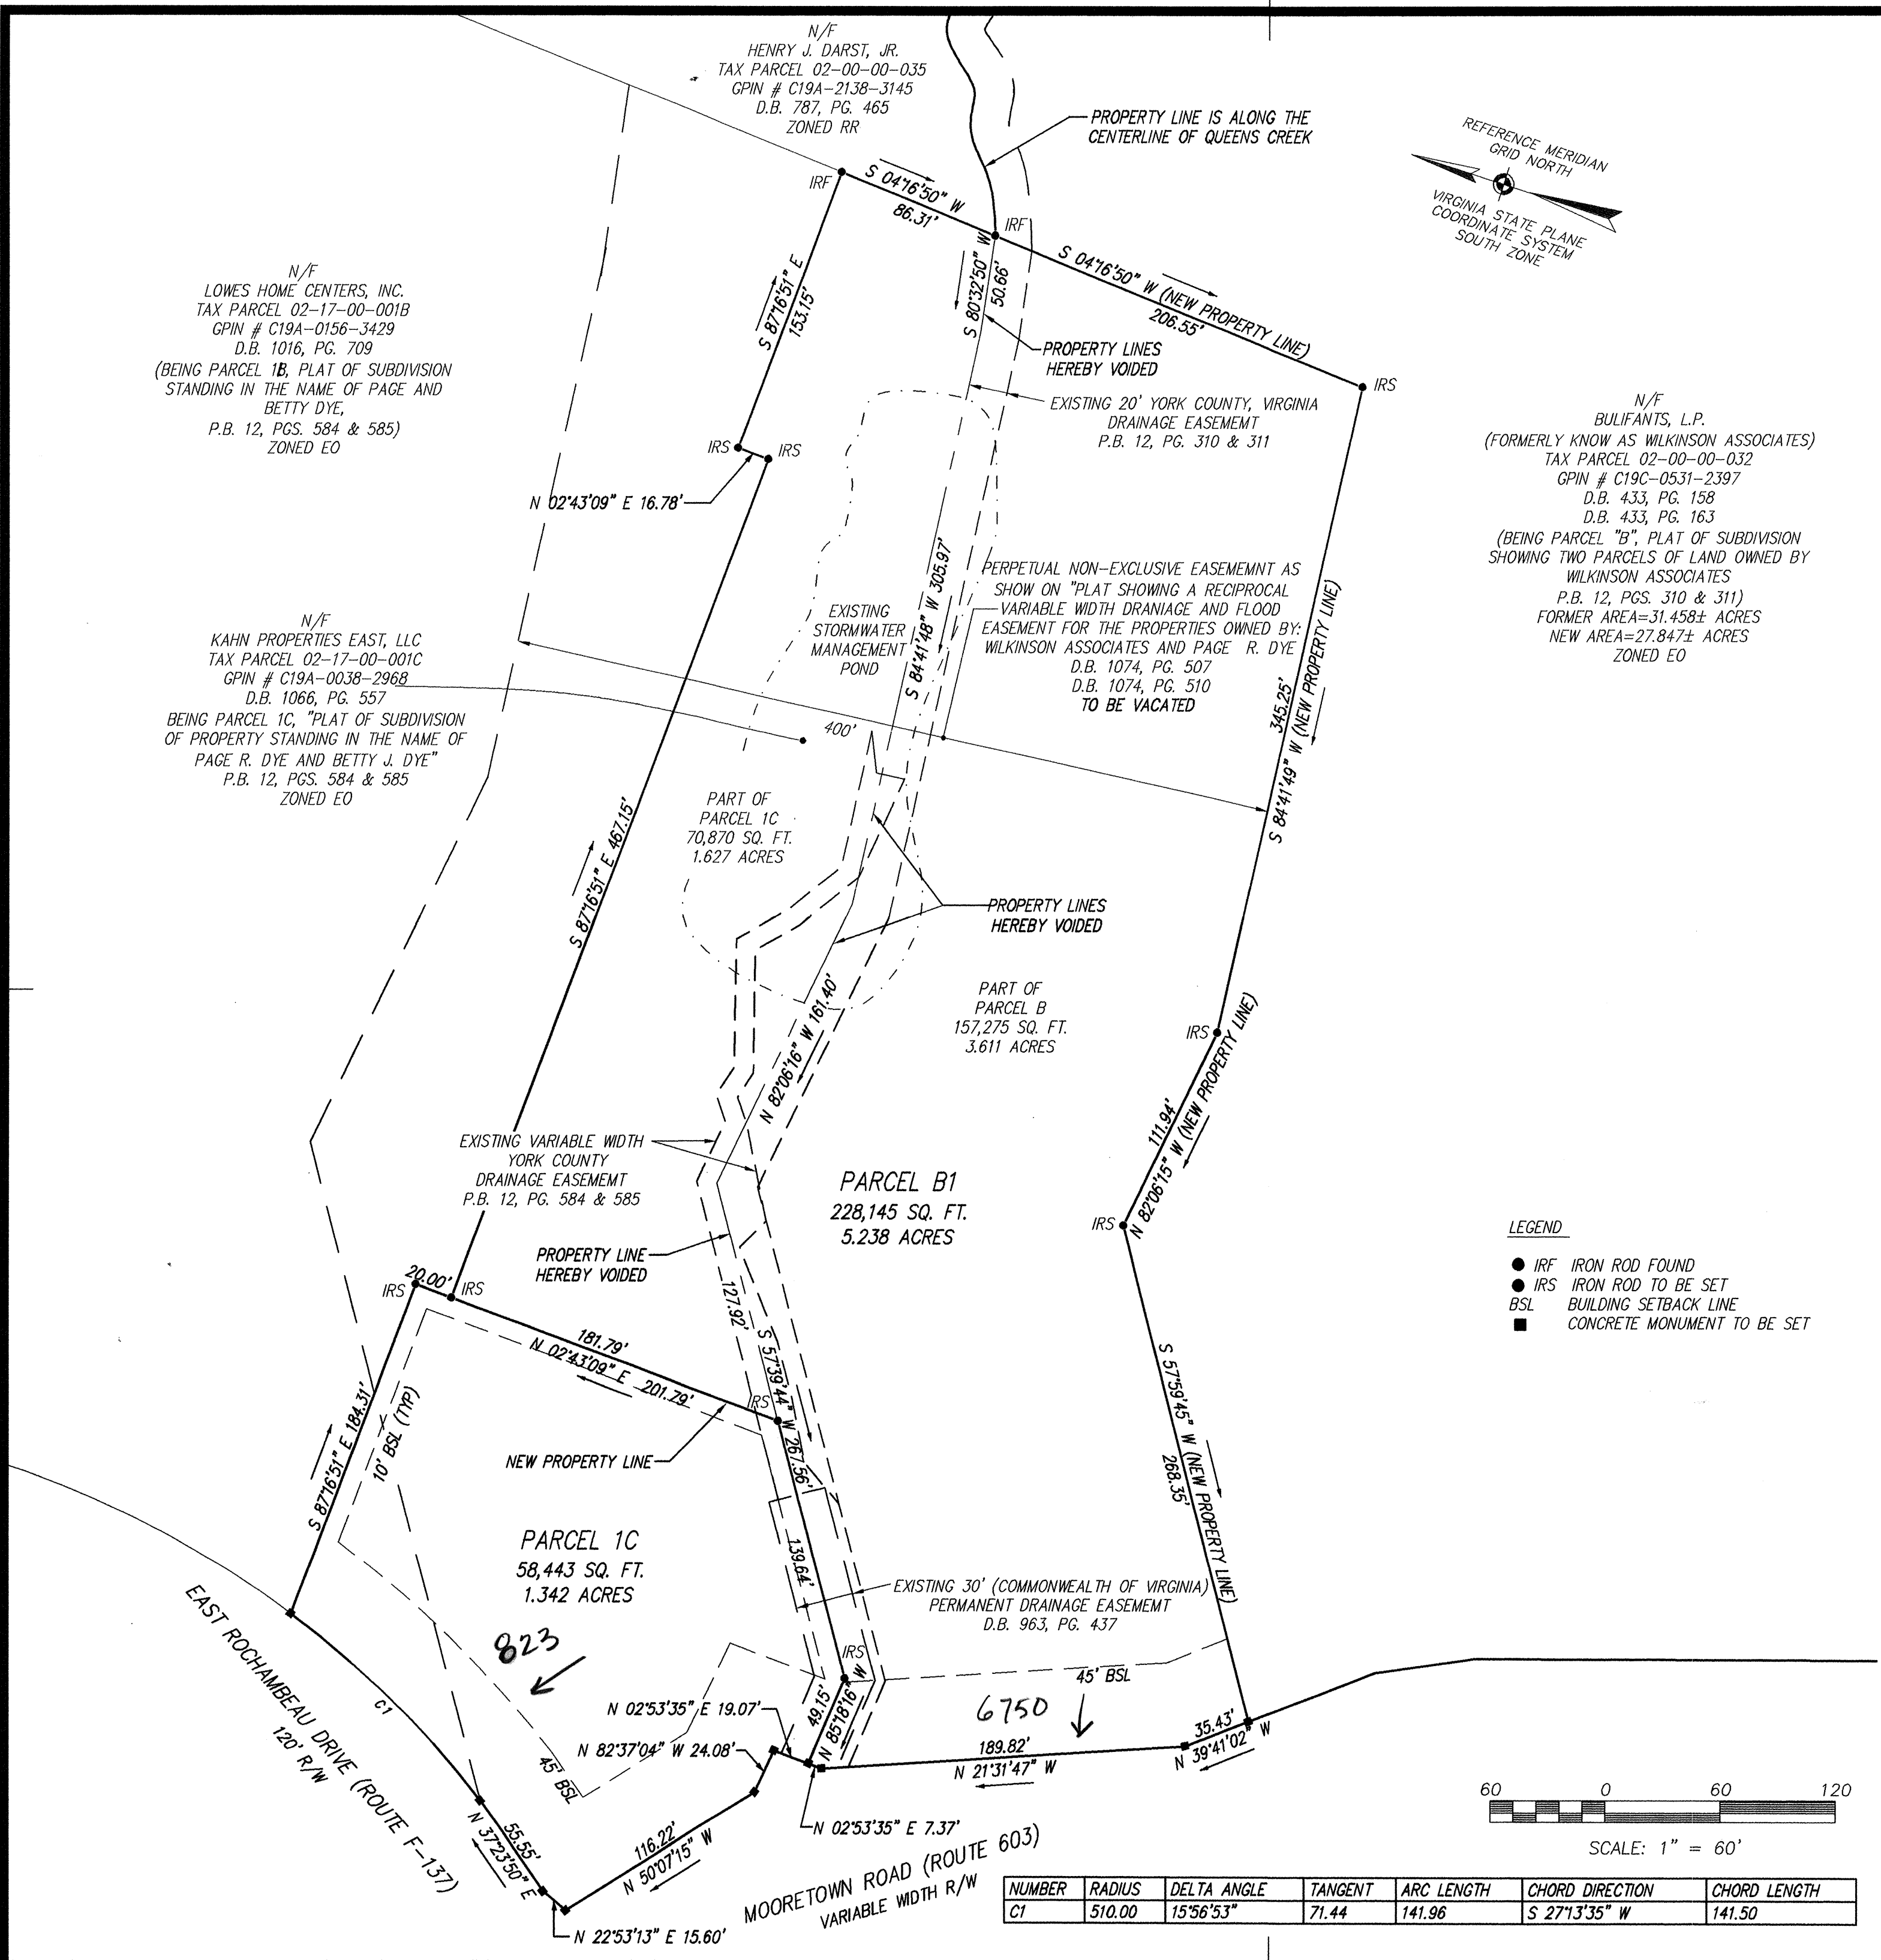 N/F
HENRY J. DARST, JR.
TAX PARCEL 02-00-00-035
GPIN # C19A-2138-3145
D.B. 787, PG. 465
ZONED RR
PROPERTY LINE IS ALONG THE
CENTERLINE OF QUEENS CREEK
REFERENCE MERIDIAN
GRID NORTH
VIRGINIA STATE PLANE
COORDINATE SYSTEM
SOUTH ZONE
IRF
S 04°16'50" W
86.31'
IRF
S 04°16'50" W (NEW PROPERTY LINE)
206.55'
IRS
S 80°32'50" W
50.66'
S 87°16'51" E
153.15'
N/F
LOWES HOME CENTERS, INC.
TAX PARCEL 02-17-00-001B
GPIN # C19A-0156-3429
D.B. 1016, PG. 709
(BEING PARCEL 1B, PLAT OF SUBDIVISION
STANDING IN THE NAME OF PAGE AND
BETTY DYE,
P.B. 12, PGS. 584 & 585)
ZONED EO
PROPERTY LINES
HEREBY VOIDED
EXISTING 20' YORK COUNTY, VIRGINIA
DRAINAGE EASEMEMT
P.B. 12, PG. 310 & 311
N/F
BULIFANTS, L.P.
(FORMERLY KNOW AS WILKINSON ASSOCIATES)
TAX PARCEL 02-00-00-032
GPIN # C19C-0531-2397
D.B. 433, PG. 158
D.B. 433, PG. 163
(BEING PARCEL "B", PLAT OF SUBDIVISION
SHOWING TWO PARCELS OF LAND OWNED BY
WILKINSON ASSOCIATES
P.B. 12, PGS. 310 & 311)
FORMER AREA=31.458± ACRES
NEW AREA=27.847± ACRES
ZONED EO
IRS
IRS
N 02°43'09" E 16.78'
S 84°41'48" W 305.97'
PERPETUAL NON-EXCLUSIVE EASEMEMNT AS
SHOW ON "PLAT SHOWING A RECIPROCAL
VARIABLE WIDTH DRANIAGE AND FLOOD
EASEMENT FOR THE PROPERTIES OWNED BY:
WILKINSON ASSOCIATES AND PAGE R. DYE
D.B. 1074, PG. 507
D.B. 1074, PG. 510
TO BE VACATED
EXISTING
STORMWATER
MANAGEMENT
POND
N/F
KAHN PROPERTIES EAST, LLC
TAX PARCEL 02-17-00-001C
GPIN # C19A-0038-2968
D.B. 1066, PG. 557
BEING PARCEL 1C, "PLAT OF SUBDIVISION
OF PROPERTY STANDING IN THE NAME OF
PAGE R. DYE AND BETTY J. DYE"
P.B. 12, PGS. 584 & 585
ZONED EO
400'
345.25'
S 84°41'49" W (NEW PROPERTY LINE)
PART OF
PARCEL 1C
70,870 SQ. FT.
1.627 ACRES
S 87°16'51" E 467.15'
PROPERTY LINES
HEREBY VOIDED
PART OF
PARCEL B
157,275 SQ. FT.
3.611 ACRES
N 82°06'16" W 161.40'
IRS
111.94'
N 82°06'15" W (NEW PROPERTY LINE)
IRS
EXISTING VARIABLE WIDTH
YORK COUNTY
DRAINAGE EASEMEMT
P.B. 12, PG. 584 & 585
PARCEL B1
228,145 SQ. FT.
5.238 ACRES
PROPERTY LINE
HEREBY VOIDED
LEGEND
IRF IRON ROD FOUND
IRS IRON ROD TO BE SET
BSL BUILDING SETBACK LINE
CONCRETE MONUMENT TO BE SET
20.00'
IRS
IRS
127.92'
S 57°39'44" W 267.56'
181.79'
N 02°43'09" E 201.79'
IRS
S 57°59'45" W (NEW PROPERTY LINE)
268.35'
S 87°16'51" E 184.31'
10' BSL (TYP)
NEW PROPERTY LINE
PARCEL 1C
58,443 SQ. FT.
1.342 ACRES
139.64'
EXISTING 30' (COMMONWEALTH OF VIRGINIA)
PERMANENT DRAINAGE EASEMEMT
D.B. 963, PG. 437
EAST ROCHAMBEAU DRIVE (ROUTE F-137)
120' R/W
C1
823
IRS
45' BSL
6750
N 02°53'35" E 19.07'
49.15'
N 85°18'16" W
N 82°37'04" W 24.08'
189.82'
N 21°31'47" W
35.43'
N 39°41'02" W
45' BSL
55.55'
N 37°23'50" E
116.22'
N 50°07'15" W
N 02°53'35" E 7.37'
N 22°53'13" E 15.60'
MOORETOWN ROAD (ROUTE 603)
VARIABLE WIDTH R/W
60 0 60 120
SCALE: 1" = 60'
NUMBER RADIUS DELTA ANGLE TANGENT ARC LENGTH CHORD DIRECTION CHORD LENGTH
C1 510.00 15°56'53" 71.44 141.96 S 27°13'35" W 141.50